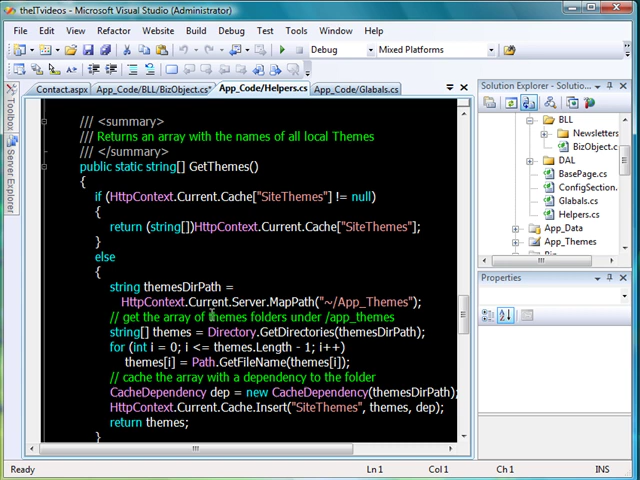 theITvideos - Microsoft Visual Studio (Administrator)
File Edit View Refactor Website Build Debug Test Tools Window Help
Debug Mixed Platforms
Contact.aspx App_Code/BLL/BizObject.cs* App_Code/Helpers.cs App_Code/Glabals.cs
Toolbox
Server Explorer
/// <summary>
/// Returns an array with the names of all local Themes
/// </summary>
public static string[] GetThemes()
{
if (HttpContext.Current.Cache["SiteThemes"] != null)
{
return (string[])HttpContext.Current.Cache["SiteThemes"];
}
else
{
string themesDirPath =
HttpContext.Current.Server.MapPath("~/App_Themes");
// get the array of themes folders under /app_themes
string[] themes = Directory.GetDirectories(themesDirPath);
for (int i = 0; i <= themes.Length - 1; i++)
themes[i] = Path.GetFileName(themes[i]);
// cache the array with a dependency to the folder
CacheDependency dep = new CacheDependency(themesDirPath);
HttpContext.Current.Cache.Insert("SiteThemes", themes, dep);
return themes;
}
Solution Explorer - App
BLL
Newsletters
BizObject.
DAL
BasePage.cs
ConfigSection.
Glabals.cs
Helpers.cs
App_Data
App_Themes
Properties
Ready Ln 1 Col 1 Ch 1 INS